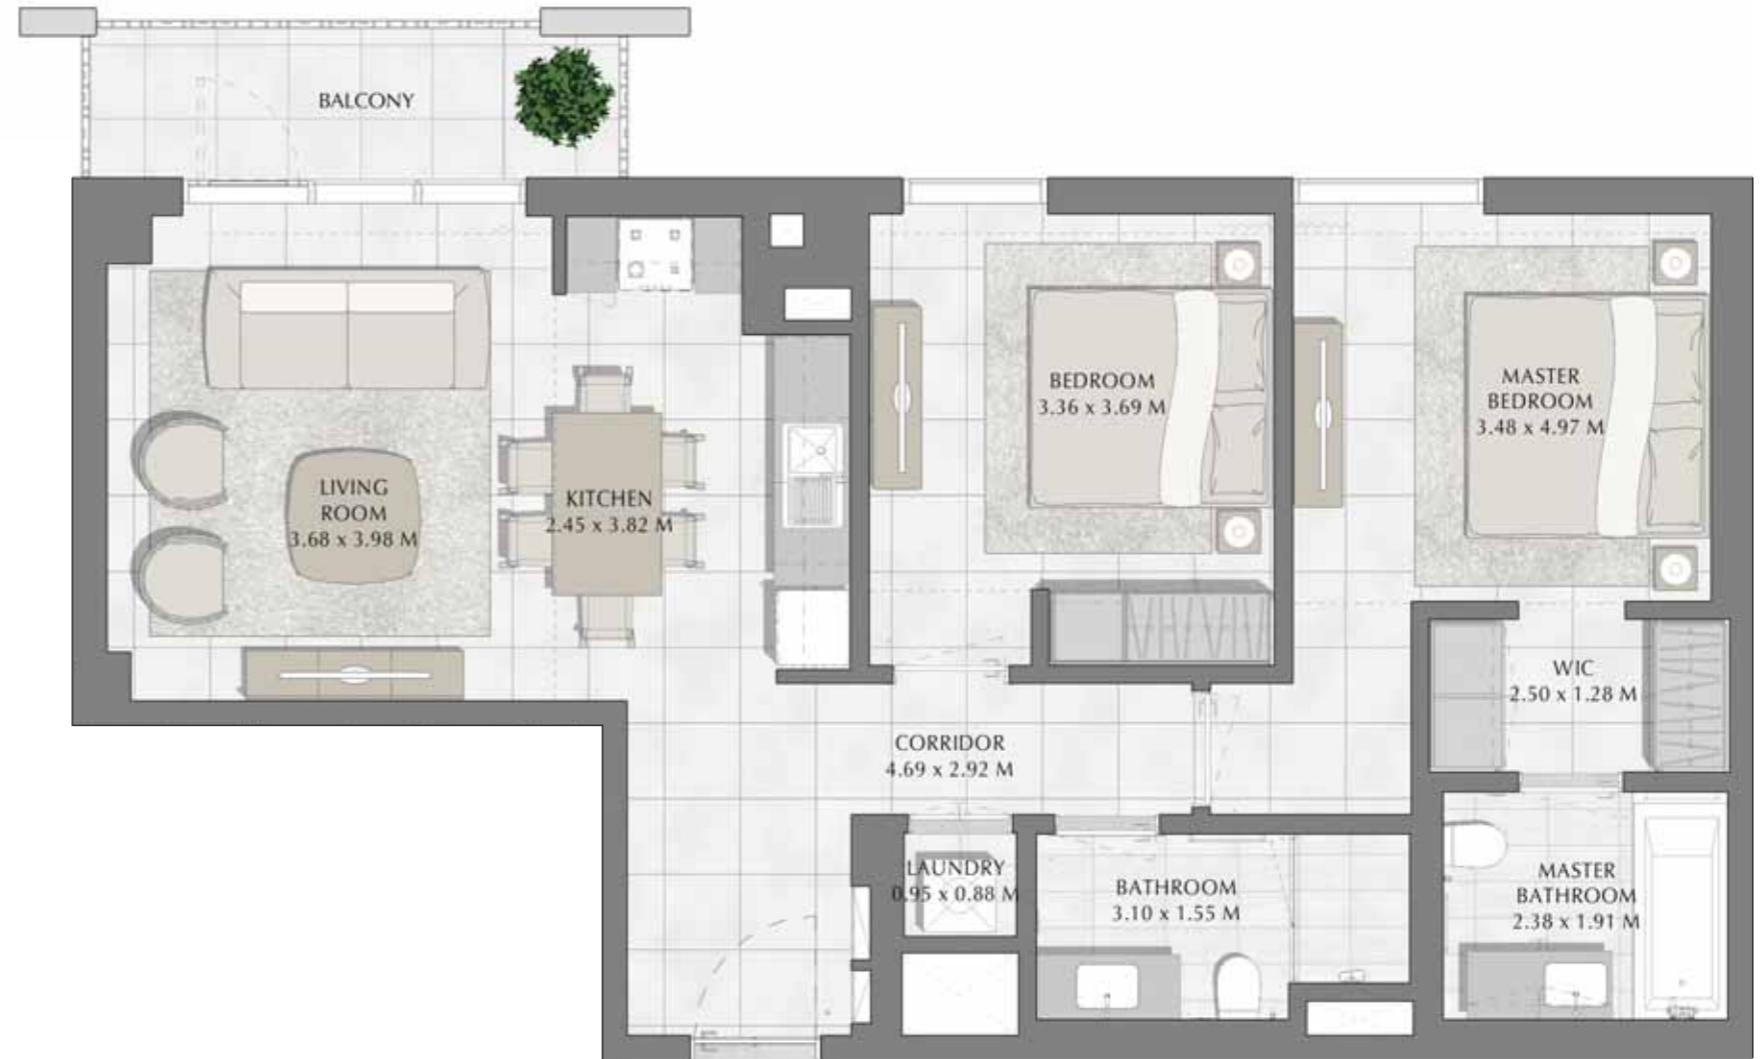 BALCONY
LIVING
ROOM
3.68 x 3.98 M
KITCHEN
2.45 x 3.82 M
BEDROOM
3.36 x 3.69 M
MASTER
BEDROOM
3.48 x 4.97 M
WIC
2.50 x 1.28 M
CORRIDOR
4.69 x 2.92 M
LAUNDRY
0.95 x 0.88 M
BATHROOM
3.10 x 1.55 M
MASTER
BATHROOM
2.38 x 1.91 M